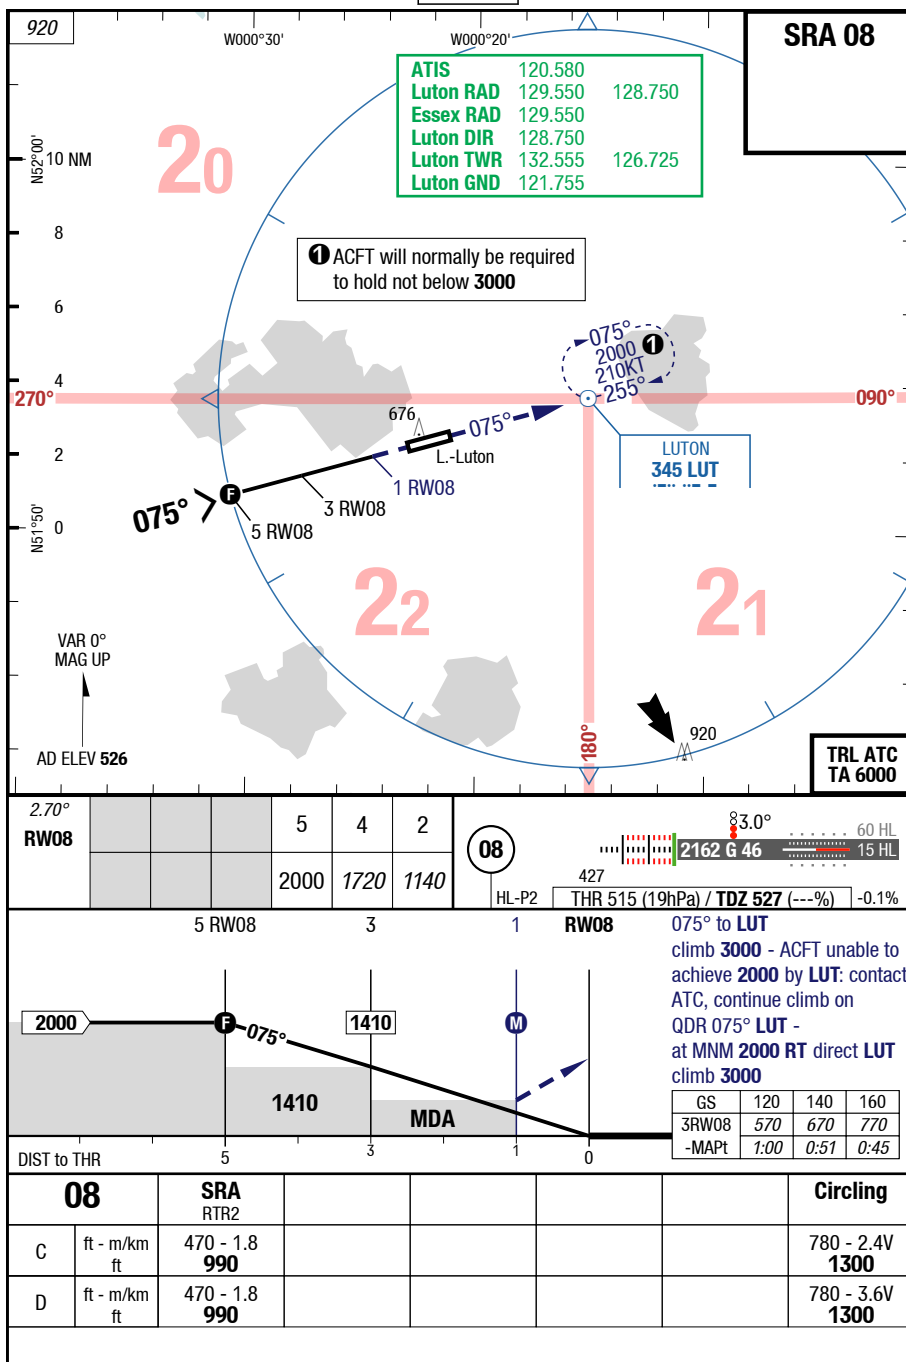 920
W000°30'
W000°20'
SRA 08
ATIS 120.580
Luton RAD 129.550 128.750
Essex RAD 129.550
Luton DIR 128.750
Luton TWR 132.555 126.725
Luton GND 121.755
N52°00'
10 NM
20
8
1 ACFT will normally be required
to hold not below 3000
6
075°
2000 1
210KT
255°
4
270°
090°
676
075°
L.-Luton
2
LUTON
345 LUT
1 RW08
F
3 RW08
075°
5 RW08
N51°50'
0
22
21
VAR 0°
MAG UP
AD ELEV 526
180°
920
TRL ATC
TA 6000
2.70°
RW08
5 4 2
2000 1720 1140
08
HL-P2
3.0°
60 HL
2162 G 46
15 HL
427
THR 515 (19hPa) / TDZ 527 (---%)
-0.1%
5 RW08 3 1 RW08
2000
F
075°
1410
M
1410
MDA
DIST to THR 5 3 1 0
075° to LUT
climb 3000 - ACFT unable to
achieve 2000 by LUT: contact
ATC, continue climb on
QDR 075° LUT -
at MNM 2000 RT direct LUT
climb 3000
GS 120 140 160
3RW08 570 670 770
-MAPt 1:00 0:51 0:45
08 SRA Circling
RTR2
C ft - m/km 470 - 1.8 780 - 2.4V
ft 990 1300
D ft - m/km 470 - 1.8 780 - 3.6V
ft 990 1300